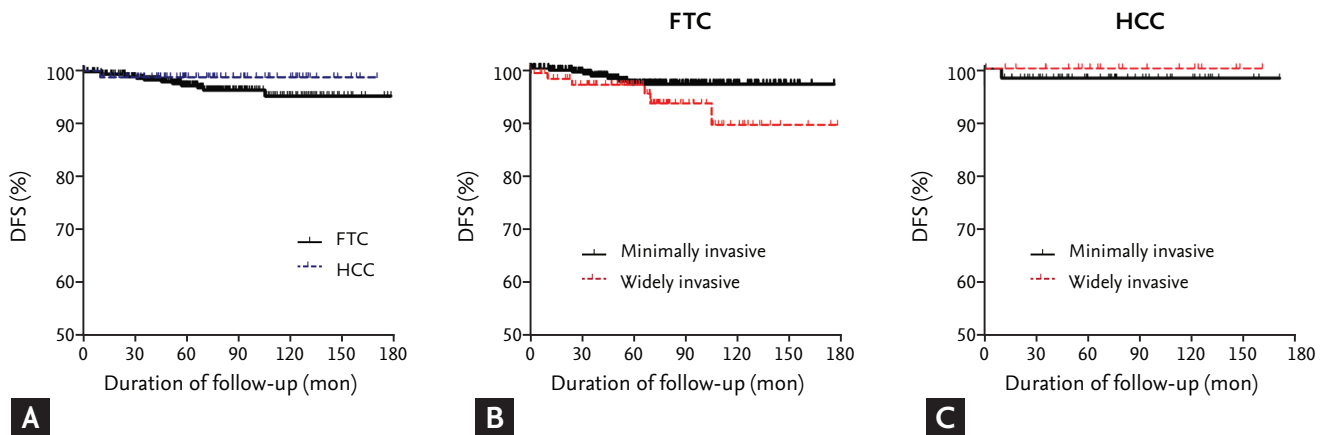 FTC
HCC
100
90
80
70
60
50
DFS (%)
FTC
HCC
0 30 60 90 120 150 180
Duration of follow-up (mon)
A
100
90
80
70
60
50
DFS (%)
Minimally invasive
Widely invasive
0 30 60 90 120 150 180
Duration of follow-up (mon)
B
100
90
80
70
60
50
DFS (%)
Minimally invasive
Widely invasive
0 30 60 90 120 150 180
Duration of follow-up (mon)
C